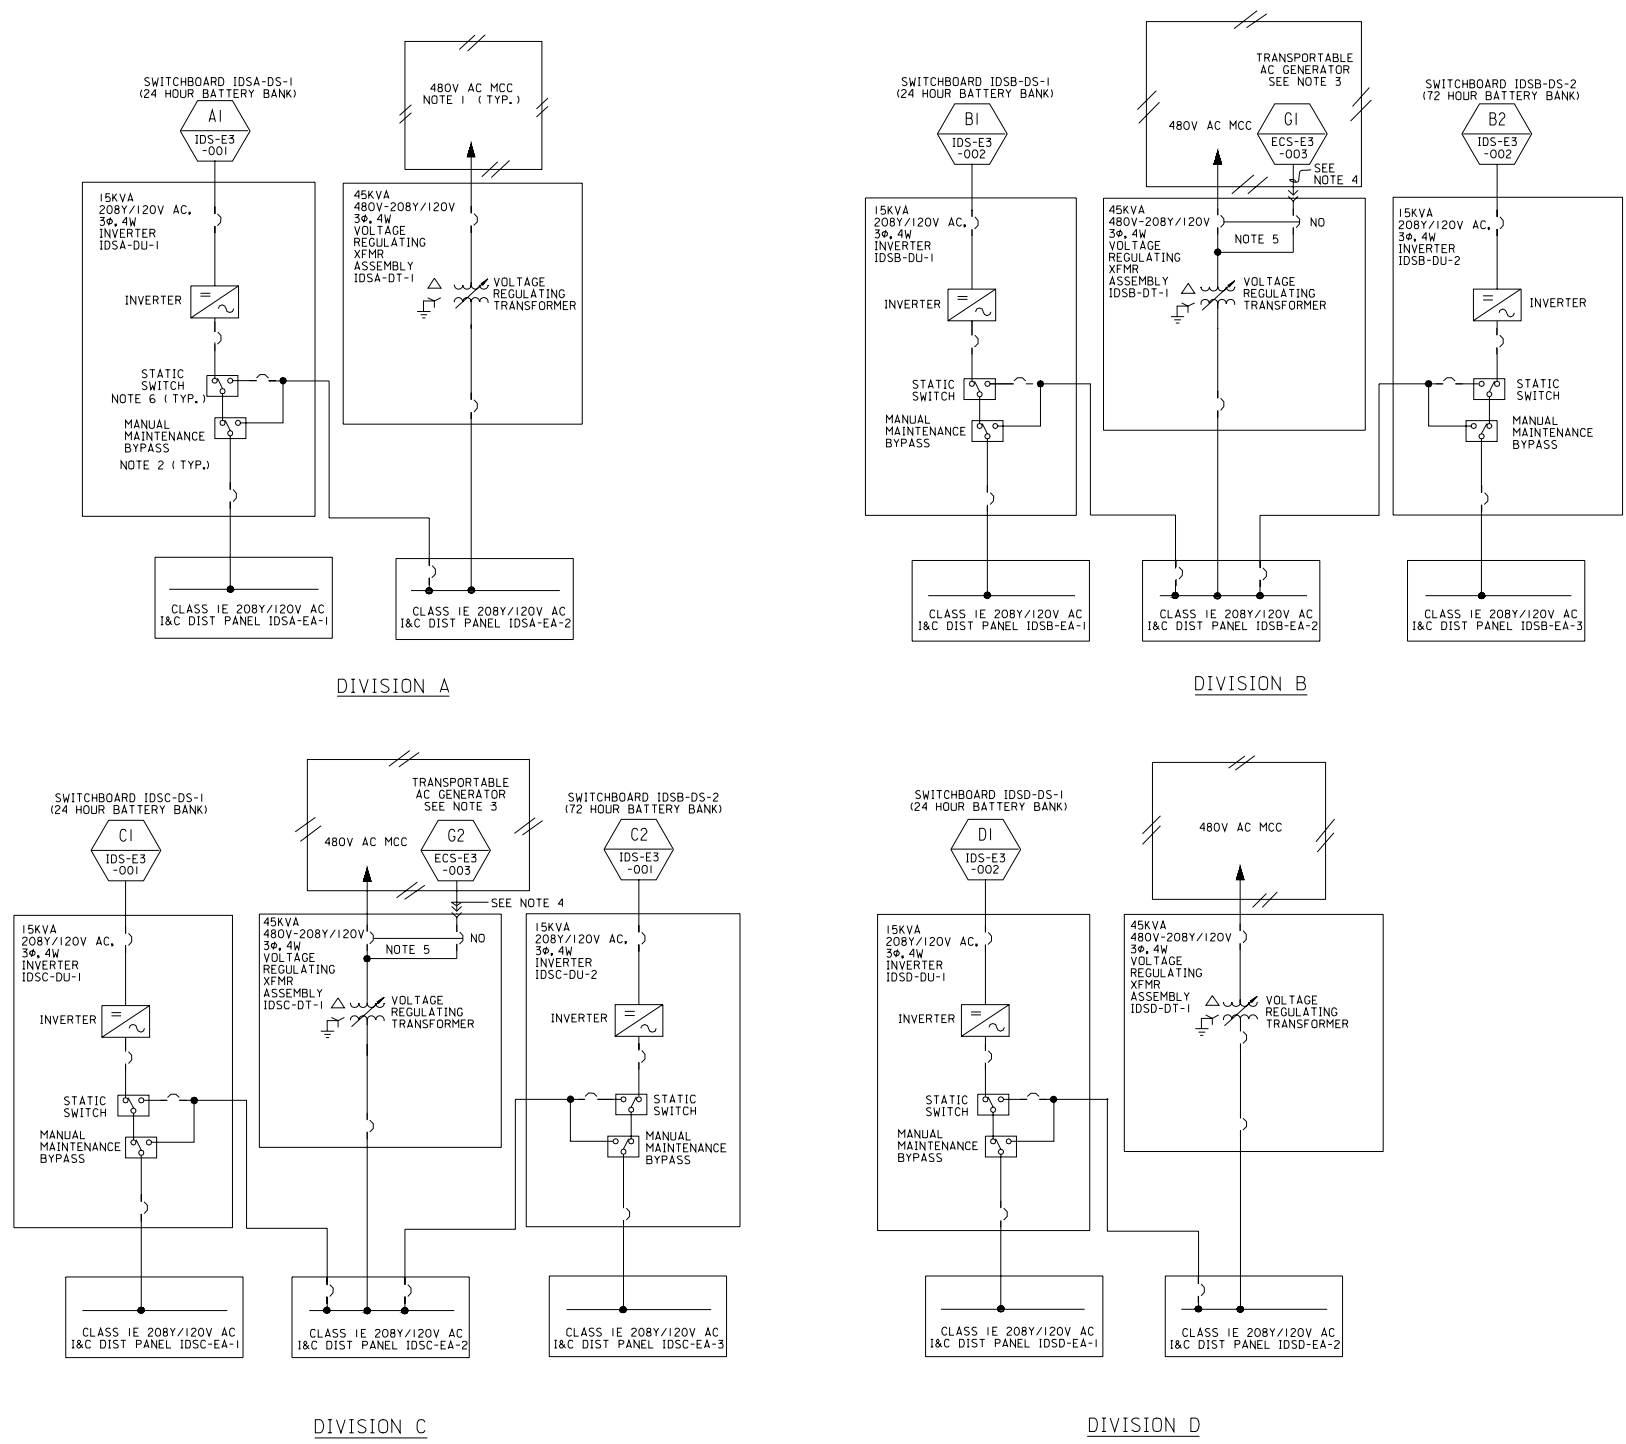 SWITCHBOARD IDSA-DS-1
(24 HOUR BATTERY BANK)
A1
IDS-E3
-001
480V AC MCC
NOTE 1 (TYP.)
15KVA
208Y/120V AC,
3Φ, 4W
INVERTER
IDSA-DU-1
INVERTER
STATIC
SWITCH
NOTE 6 (TYP.)
MANUAL
MAINTENANCE
BYPASS
NOTE 2 (TYP.)
45KVA
480V-208Y/120V
3Φ, 4W
VOLTAGE
REGULATING
XFMR
ASSEMBLY
IDSA-DT-1
VOLTAGE
REGULATING
TRANSFORMER
CLASS 1E 208Y/120V AC
I&C DIST PANEL IDSA-EA-1
CLASS 1E 208Y/120V AC
I&C DIST PANEL IDSA-EA-2
DIVISION A
SWITCHBOARD IDSB-DS-1
(24 HOUR BATTERY BANK)
B1
IDS-E3
-002
TRANSPORTABLE
AC GENERATOR
SEE NOTE 3
480V AC MCC
G1
ECS-E3
-003
SEE
NOTE 4
SWITCHBOARD IDSB-DS-2
(72 HOUR BATTERY BANK)
B2
IDS-E3
-002
15KVA
208Y/120V AC,
3Φ, 4W
INVERTER
IDSB-DU-1
INVERTER
STATIC
SWITCH
MANUAL
MAINTENANCE
BYPASS
45KVA
480V-208Y/120V
3Φ, 4W
VOLTAGE
REGULATING
XFMR
ASSEMBLY
IDSB-DT-1
NO
NOTE 5
VOLTAGE
REGULATING
TRANSFORMER
15KVA
208Y/120V AC,
3Φ, 4W
INVERTER
IDSB-DU-2
INVERTER
STATIC
SWITCH
MANUAL
MAINTENANCE
BYPASS
CLASS 1E 208Y/120V AC
I&C DIST PANEL IDSB-EA-1
CLASS 1E 208Y/120V AC
I&C DIST PANEL IDSB-EA-2
CLASS 1E 208Y/120V AC
I&C DIST PANEL IDSB-EA-3
DIVISION B
SWITCHBOARD IDSC-DS-1
(24 HOUR BATTERY BANK)
C1
IDS-E3
-001
TRANSPORTABLE
AC GENERATOR
SEE NOTE 3
480V AC MCC
G2
ECS-E3
-003
SEE NOTE 4
SWITCHBOARD IDSB-DS-2
(72 HOUR BATTERY BANK)
C2
IDS-E3
-001
15KVA
208Y/120V AC,
3Φ, 4W
INVERTER
IDSC-DU-1
INVERTER
STATIC
SWITCH
MANUAL
MAINTENANCE
BYPASS
45KVA
480V-208Y/120V
3Φ, 4W
VOLTAGE
REGULATING
XFMR
ASSEMBLY
IDSC-DT-1
NO
NOTE 5
VOLTAGE
REGULATING
TRANSFORMER
15KVA
208Y/120V AC,
3Φ, 4W
INVERTER
IDSC-DU-2
INVERTER
STATIC
SWITCH
MANUAL
MAINTENANCE
BYPASS
CLASS 1E 208Y/120V AC
I&C DIST PANEL IDSC-EA-1
CLASS 1E 208Y/120V AC
I&C DIST PANEL IDSC-EA-2
CLASS 1E 208Y/120V AC
I&C DIST PANEL IDSC-EA-3
DIVISION C
SWITCHBOARD IDSD-DS-1
(24 HOUR BATTERY BANK)
D1
IDS-E3
-002
480V AC MCC
15KVA
208Y/120V AC,
3Φ, 4W
INVERTER
IDSD-DU-1
INVERTER
STATIC
SWITCH
MANUAL
MAINTENANCE
BYPASS
45KVA
480V-208Y/120V
3Φ, 4W
VOLTAGE
REGULATING
XFMR
ASSEMBLY
IDSD-DT-1
VOLTAGE
REGULATING
TRANSFORMER
CLASS 1E 208Y/120V AC
I&C DIST PANEL IDSD-EA-1
CLASS 1E 208Y/120V AC
I&C DIST PANEL IDSD-EA-2
DIVISION D